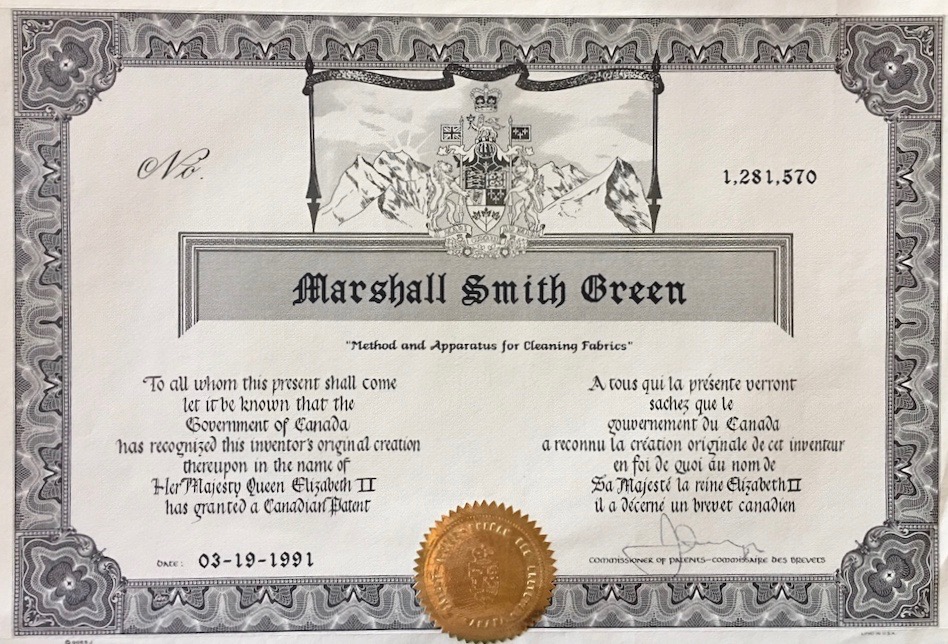 No.
1,281,570
Marshall Smith Green
"Method and Apparatus for Cleaning Fabrics"
To all whom this present shall come
let it be known that the
Government of Canada
has recognized this inventor's original creation
thereupon in the name of
Her Majesty Queen Elizabeth II
has granted a Canadian Patent
A tous qui la présente verront
sachez que le
gouvernement du Canada
a reconnu la création originale de cet inventeur
en foi de quoi au nom de
Sa Majesté la reine Elizabeth II
il a décerné un brevet canadien
DATE: 03-19-1991
COMMISSIONER OF PATENTS-COMMISSAIRE DES BREVETS